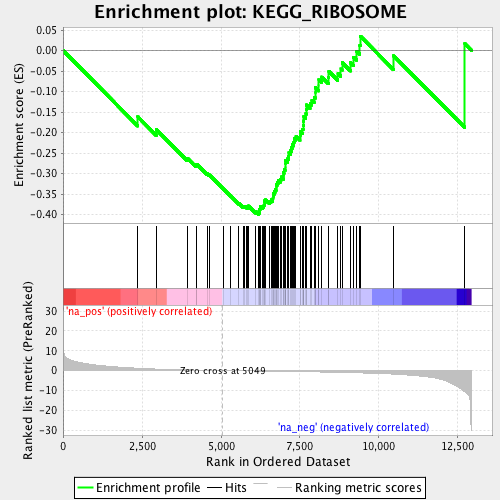 Enrichment plot: KEGG_RIBOSOME
Enrichment score (ES)
0.05
0.00
-0.05
-0.10
-0.15
-0.20
-0.25
-0.30
-0.35
-0.40
Ranked list metric (PreRanked)
'na_pos' (positively correlated)
30
20
10
0
-10
-20
-30
Zero cross at 5049
'na_neg' (negatively correlated)
0 2,500 5,000 7,500 10,000 12,500
Rank in Ordered Dataset
Enrichment profile Hits Ranking metric scores